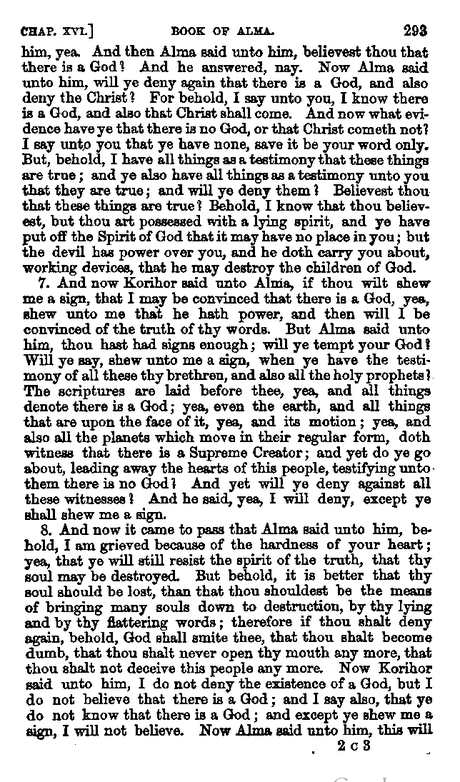 CHAP. XVI.] BOOK OF ALMA. 293
him, yea. And then Alma said unto him, believest thou that
there is a God? And he answered, nay. Now Alma said
unto him, will ye deny again that there is a God, and also
deny the Christ? For behold, I say unto you, I know there
is a God, and also that Christ shall come. And now what evi-
dence have ye that there is no God, or that Christ cometh not?
I say unto you that ye have none, save it be your word only.
But, behold, I have all things as a testimony that these things
are true; and ye also have all things as a testimony unto you
that they are true; and will ye deny them? Believest thou
that these things are true? Behold, I know that thou believ-
est, but thou art possessed with a lying spirit, and ye have
put off the Spirit of God that it may have no place in you; but
the devil has power over you, and he doth carry you about,
working devices, that he may destroy the children of God.
7. And now Korihor said unto Alma, if thou wilt shew
me a sign, that I may be convinced that there is a God, yea,
shew unto me that he hath power, and then will I be
convinced of the truth of thy words. But Alma said unto
him, thou hast had signs enough; will ye tempt your God?
Will ye say, shew unto me a sign, when ye have the testi-
mony of all these thy brethren, and also all the holy prophets?
The scriptures are laid before thee, yea, and all things
denote there is a God; yea, even the earth, and all things
that are upon the face of it, yea, and its motion; yea, and
also all the planets which move in their regular form, doth
witness that there is a Supreme Creator; and yet do ye go
about, leading away the hearts of this people, testifying unto
them there is no God? And yet will ye deny against all
these witnesses? And he said, yea, I will deny, except ye
shall shew me a sign.
8. And now it came to pass that Alma said unto him, be-
hold, I am grieved because of the hardness of your heart;
yea, that ye will still resist the spirit of the truth, that thy
soul may be destroyed. But behold, it is better that thy
soul should be lost, than that thou shouldest be the means
of bringing many souls down to destruction, by thy lying
and by thy flattering words; therefore if thou shalt deny
again, behold, God shall smite thee, that thou shalt become
dumb, that thou shalt never open thy mouth any more, that
thou shalt not deceive this people any more. Now Korihor
said unto him, I do not deny the existence of a God, but I
do not believe that there is a God; and I say also, that ye
do not know that there is a God; and except ye shew me a
sign, I will not believe. Now Alma said unto him, this will
2 C 3